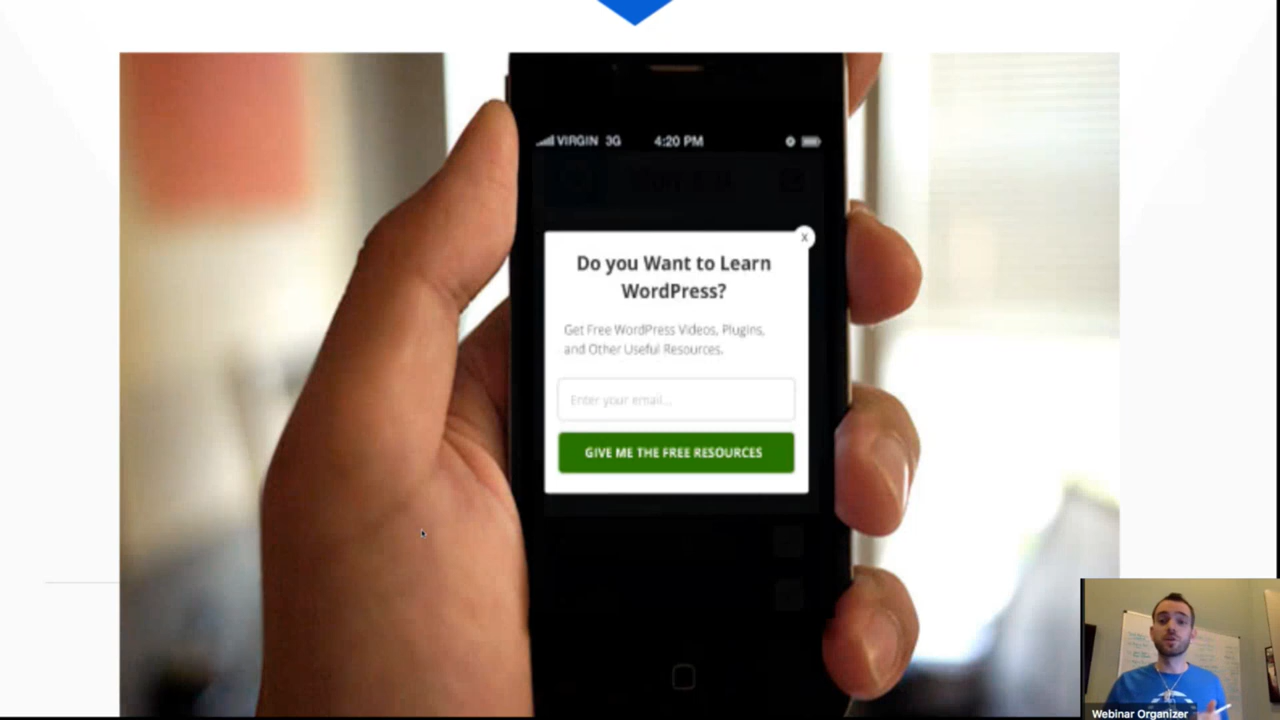 VIRGIN 3G 4:20 PM
X
Do you Want to Learn
WordPress?
Get Free WordPress Videos, Plugins,
and Other Useful Resources.
Enter your email...
GIVE ME THE FREE RESOURCES
Webinar Organizer